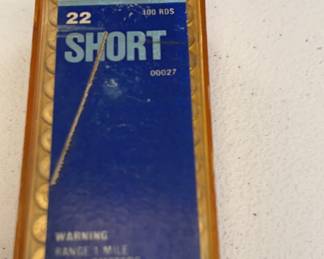 22 100 RDS
SHORT
00027
WARNING
RANGE 1 MILE